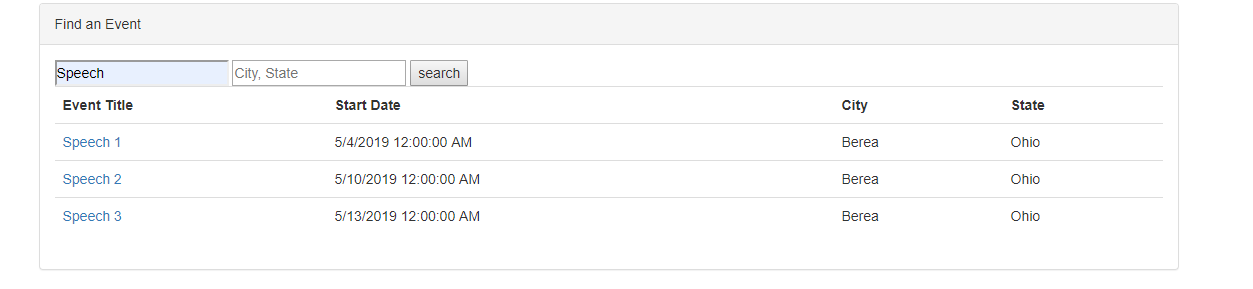 Find an Event
Speech City, State search
Event Title Start Date City State
Speech 1 5/4/2019 12:00:00 AM Berea Ohio
Speech 2 5/10/2019 12:00:00 AM Berea Ohio
Speech 3 5/13/2019 12:00:00 AM Berea Ohio